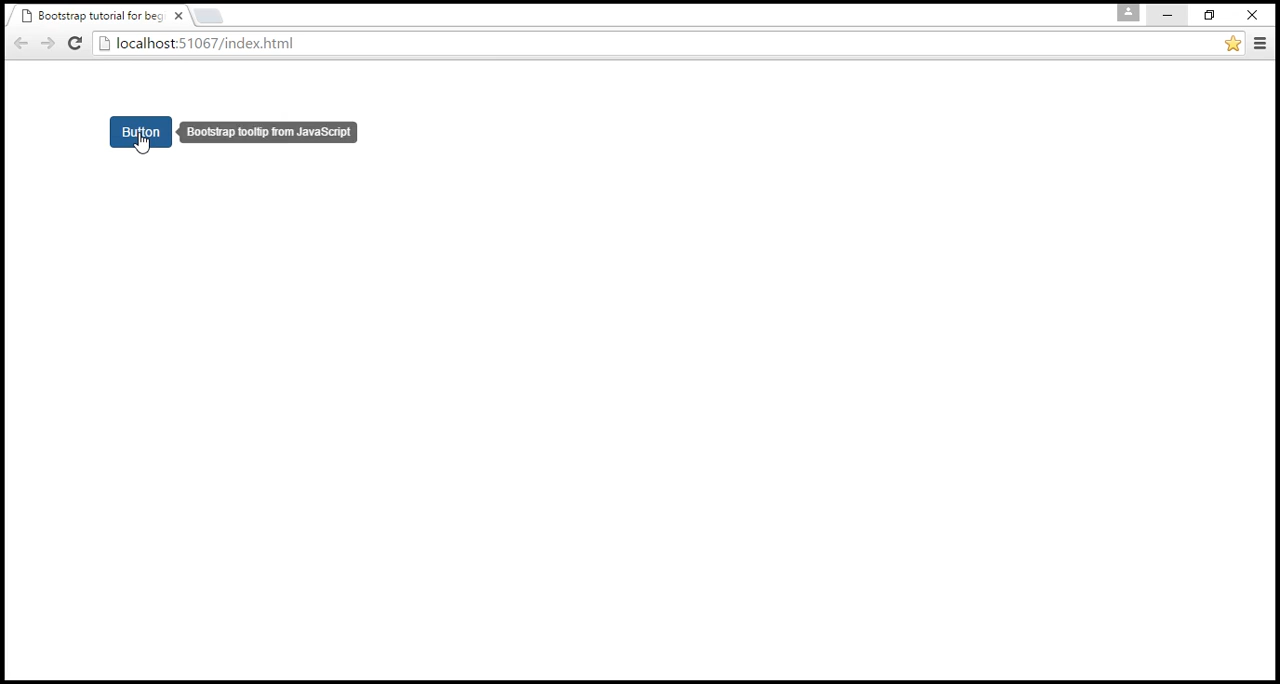 Bootstrap tutorial for beg
localhost:51067/index.html
Button
Bootstrap tooltip from JavaScript